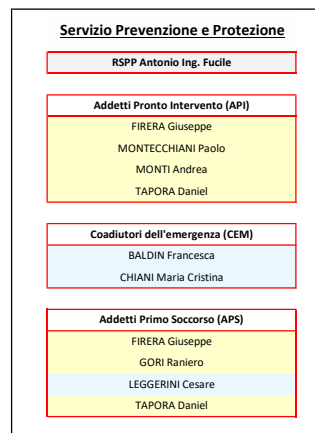 Servizio Prevenzione e Protezione
RSPP Antonio Ing. Fucile
Addetti Pronto Intervento (API)
FIRERA Giuseppe
MONTECCHIANI Paolo
MONTI Andrea
TAPORA Daniel
Coadiutori dell'emergenza (CEM)
BALDIN Francesca
CHIANI Maria Cristina
Addetti Primo Soccorso (APS)
FIRERA Giuseppe
GORI Raniero
LEGGERINI Cesare
TAPORA Daniel